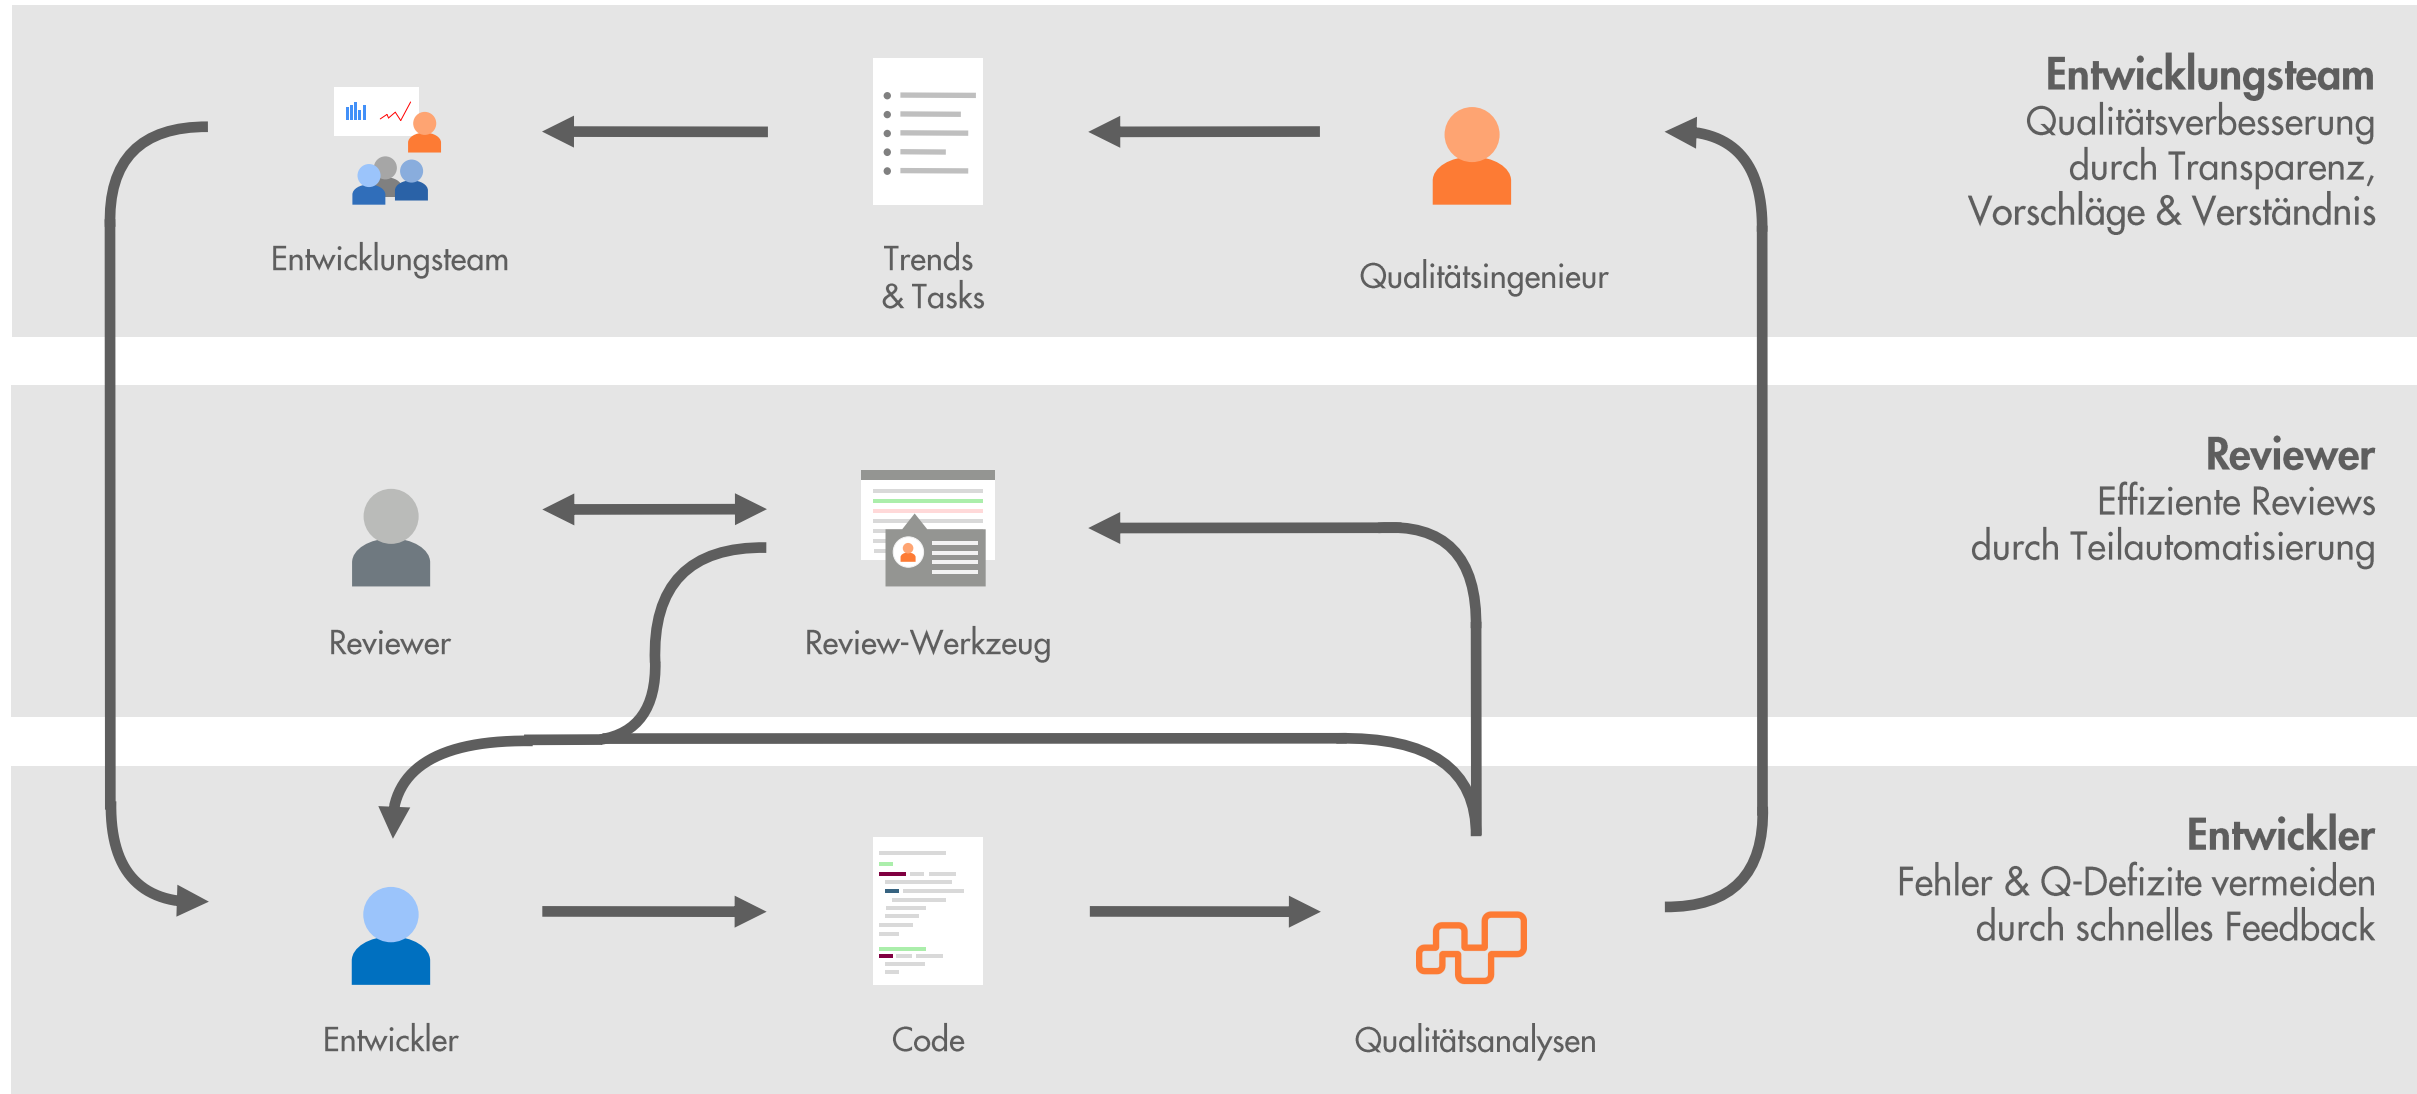 Entwicklungsteam
Qualitätsverbesserung
durch Transparenz,
Vorschläge & Verständnis
Entwicklungsteam
Trends
& Tasks
Qualitätsingenieur
Reviewer
Effiziente Reviews
durch Teilautomatisierung
Reviewer
Review-Werkzeug
Entwickler
Fehler & Q-Defizite vermeiden
durch schnelles Feedback
Entwickler
Code
Qualitätsanalysen